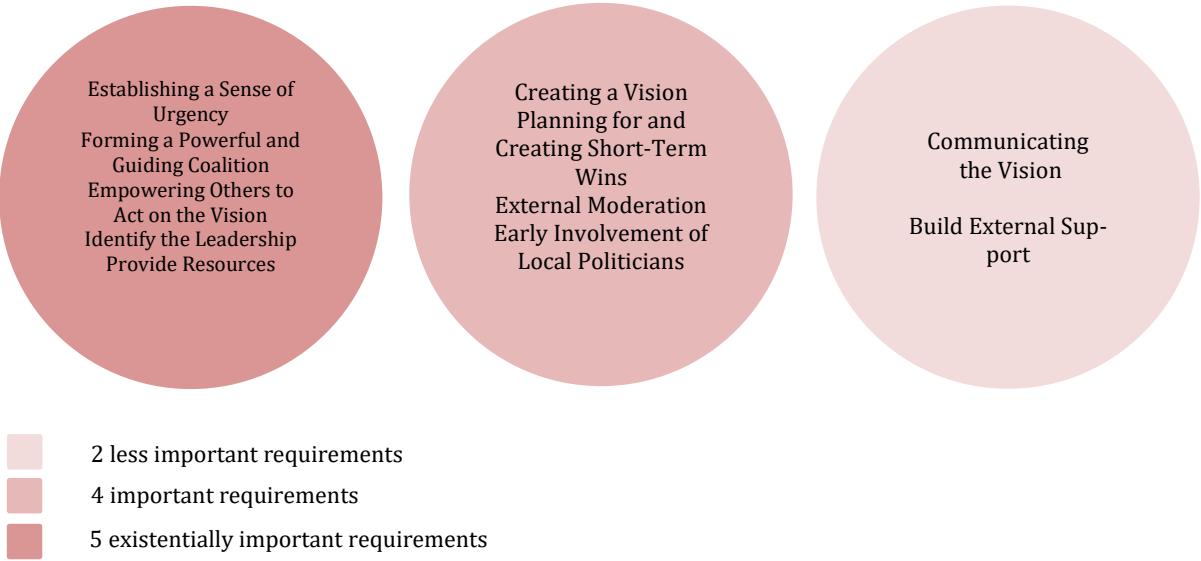 Establishing a Sense of
Urgency
Forming a Powerful and
Guiding Coalition
Empowering Others to
Act on the Vision
Identify the Leadership
Provide Resources
Creating a Vision
Planning for and
Creating Short-Term
Wins
External Moderation
Early Involvement of
Local Politicians
Communicating
the Vision
Build External Sup-
port
2 less important requirements
4 important requirements
5 existentially important requirements